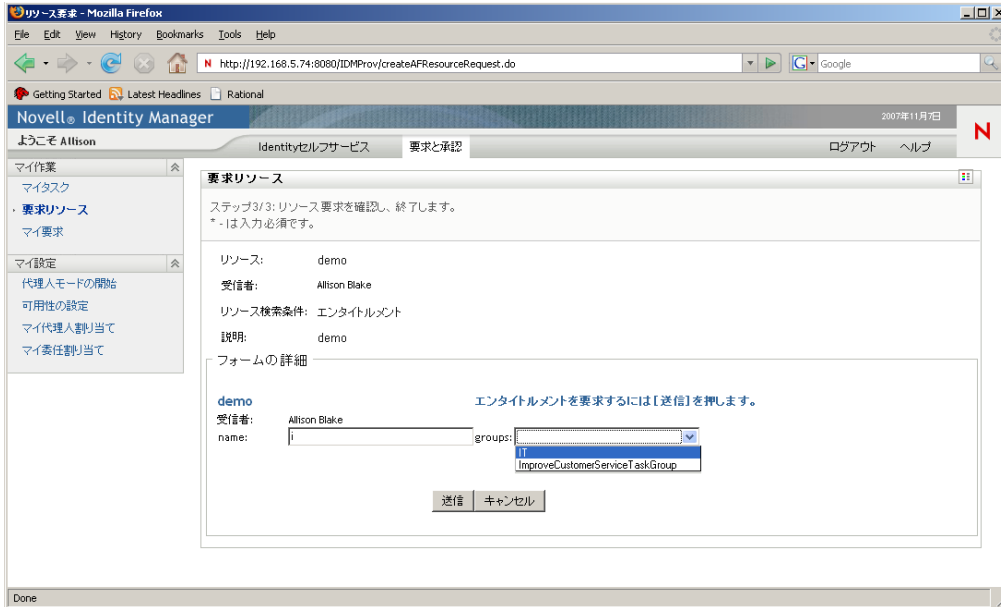 リソース要求 - Mozilla Firefox
File Edit View History Bookmarks Tools Help
N http://192.168.5.74:8080/IDMProv/createAFResourceRequest.do G Google
Getting Started Latest Headlines Rational
Novell® Identity Manager 2007年11月7日
N
ようこそ Allison Identityセルフサービス 要求と承認 ログアウト ヘルプ
マイ作業
マイタスク
要求リソース
マイ要求
マイ設定
代理人モードの開始
可用性の設定
マイ代理人割り当て
マイ委任割り当て
要求リソース
ステップ3/3: リソース要求を確認し、終了します。
* - は入力必須です。
リソース: demo
受信者: Allison Blake
リソース検索条件: エンタイトルメント
説明: demo
フォームの詳細
demo エンタイトルメントを要求するには[送信]を押します。
受信者: Allison Blake
name: i groups:
IT
ImproveCustomerServiceTaskGroup
送信 キャンセル
Done